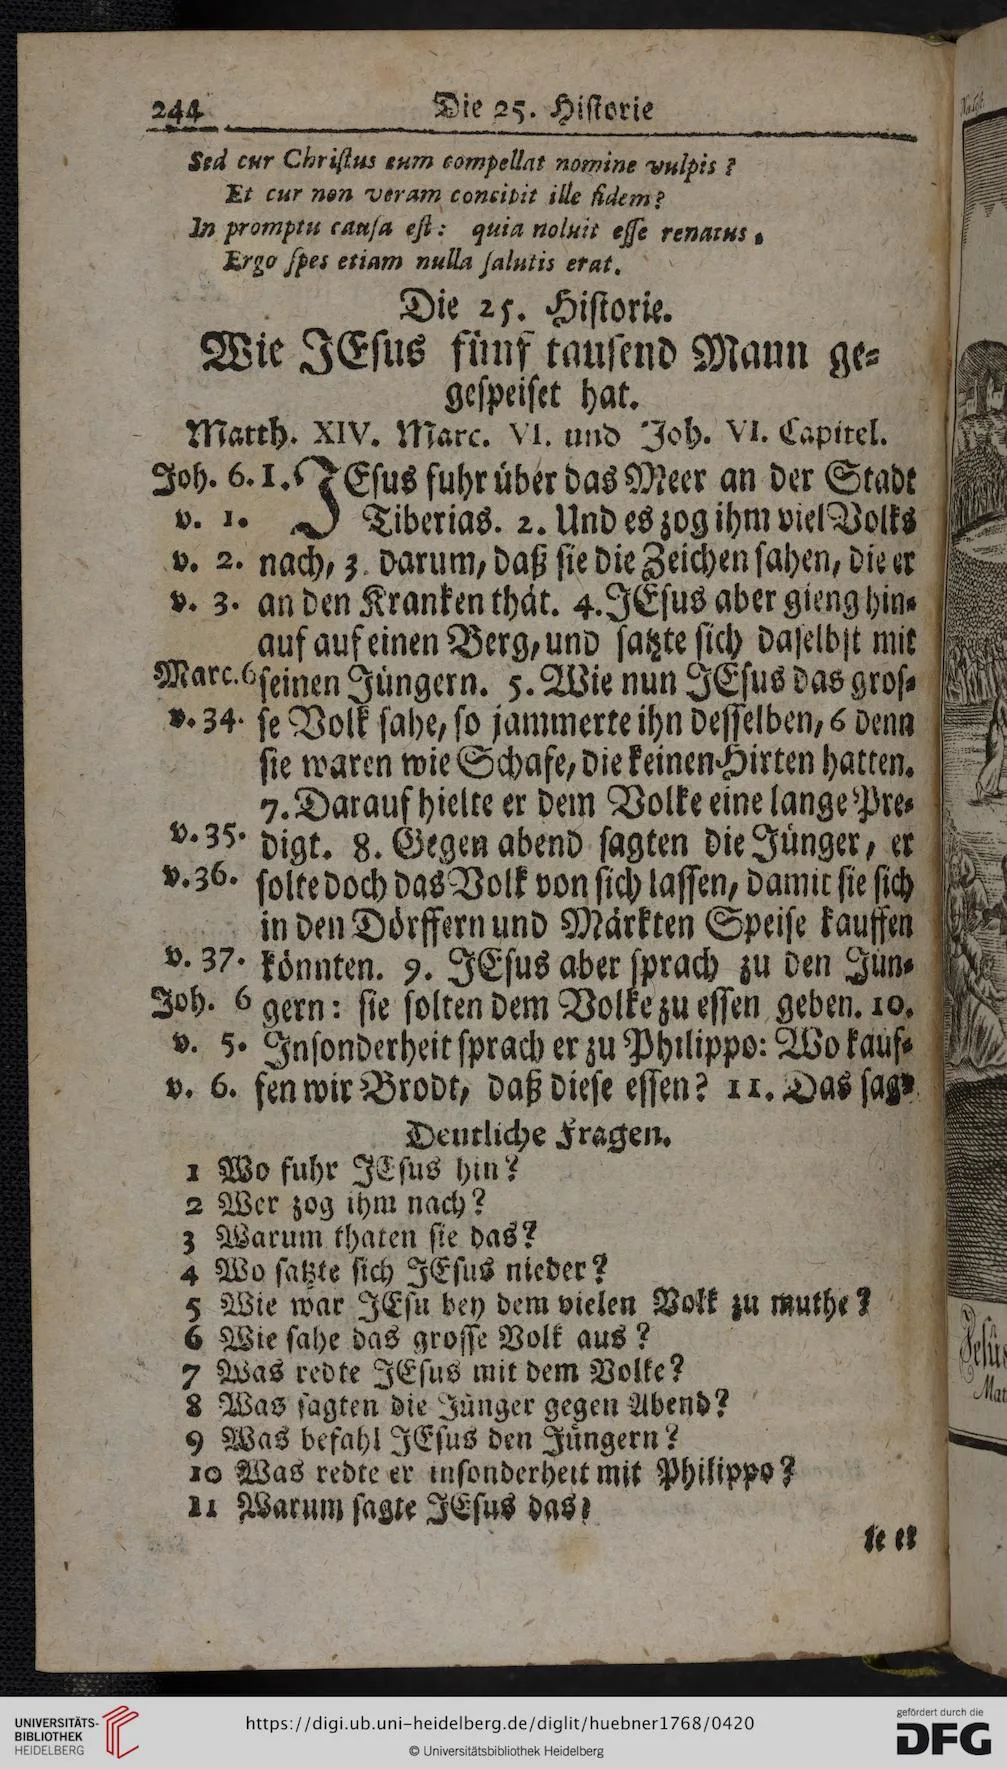 244 Die 25. Historie
Sed cur Christus eum compellat nomine vulpis?
Et cur non veram concipit ille fidem?
In promptu causa est: quia noluit esse renatus,
Ergo spes etiam nulla salutis erat.
Die 25. Historie.
Wie JEsus fünf tausend Mann ge-
gespeiset hat.
Matth. XIV. Marc. VI. und Joh. VI. Capitel.
Joh. 6. 1. JEsus fuhr über das Meer an der Stadt
v. 1. Tiberias. 2. Und es zog ihm viel Volks
v. 2. nach, 3. darum, daß sie die Zeichen sahen, die er
v. 3. an den Kranken thät. 4. JEsus aber gieng hin-
auf auf einen Berg, und satzte sich daselbst mit
Marc. 6 seinen Jüngern. 5. Wie nun JEsus das gros-
v. 34. se Volk sahe, so jammerte ihn desselben, 6 denn
sie waren wie Schafe, die keinen Hirten hatten.
7. Darauf hielte er dem Volke eine lange Pre-
v. 35. digt. 8. Gegen abend sagten die Jünger, er
v. 36. solte doch das Volk von sich lassen, damit sie sich
in den Dörffern und Märkten Speise kauffen
v. 37. könnten. 9. JEsus aber sprach zu den Jün-
Joh. 6 gern: sie solten dem Volke zu essen geben. 10.
v. 5. Insonderheit sprach er zu Philippo: Wo kauf-
v. 6. fen wir Brodt, daß diese essen? 11. Das sag-
Deutliche Fragen.
1 Wo fuhr JEsus hin?
2 Wer zog ihm nach?
3 Warum thaten sie das?
4 Wo satzte sich JEsus nieder?
5 Wie war JEsu bey dem vielen Volk zu muthe?
6 Wie sahe das grosse Volk aus?
7 Was redte JEsus mit dem Volke?
8 Was sagten die Jünger gegen Abend?
9 Was befahl JEsus den Jüngern?
10 Was redte er insonderheit mit Philippo?
11 Warum sagte JEsus das?
te er
Jesus
Mat
UNIVERSITÄTS-
BIBLIOTHEK
HEIDELBERG
https://digi.ub.uni-heidelberg.de/diglit/huebner1768/0420
© Universitätsbibliothek Heidelberg
gefördert durch die
DFG